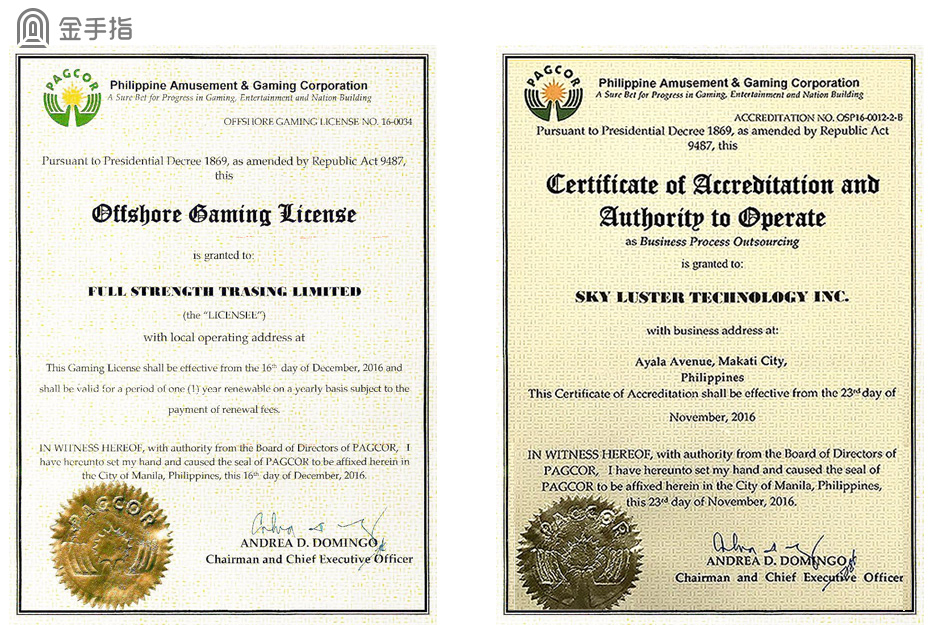 金手指
PAGCOR
Philippine Amusement & Gaming Corporation
A Sure Bet for Progress in Gaming, Entertainment and Nation Building
OFFSHORE GAMING LICENSE NO. 16-0034
Pursuant to Presidential Decree 1869, as amended by Republic Act 9487,
this
Offshore Gaming License
is granted to:
FULL STRENGTH TRASING LIMITED
(the “LICENSEE”)
with local operating address at
This Gaming License shall be effective from the 16th day of December, 2016 and
shall be valid for a period of one (1) year renewable on a yearly basis subject to the
payment of renewal fees.
IN WITNESS HEREOF, with authority from the Board of Directors of PAGCOR, I
have hereunto set my hand and caused the seal of PAGCOR to be affixed herein in
the City of Manila, Philippines, this 16th day of December, 2016.
PAGCOR
ANDREA D. DOMINGO
Chairman and Chief Executive Officer
PAGCOR
Philippine Amusement & Gaming Corporation
A Sure Bet for Progress in Gaming, Entertainment and Nation Building
ACCREDITATION NO. OSP16-0012-2-B
Pursuant to Presidential Decree 1869, as amended by Republic Act
9487, this
Certificate of Accreditation and
Authority to Operate
as Business Process Outsourcing
is granted to:
SKY LUSTER TECHNOLOGY INC.
with business address at:
Ayala Avenue, Makati City,
Philippines
This Certificate of Accreditation shall be effective from the 23rd day of
November, 2016
IN WITNESS HEREOF, with authority from the Board of Directors of
PAGCOR, I have hereunto set my hand and caused the seal of
PAGCOR to be affixed herein in the City of Manila, Philippines,
this 23rd day of November, 2016.
PAGCOR
ANDREA D. DOMINGO
Chairman and Chief Executive Officer